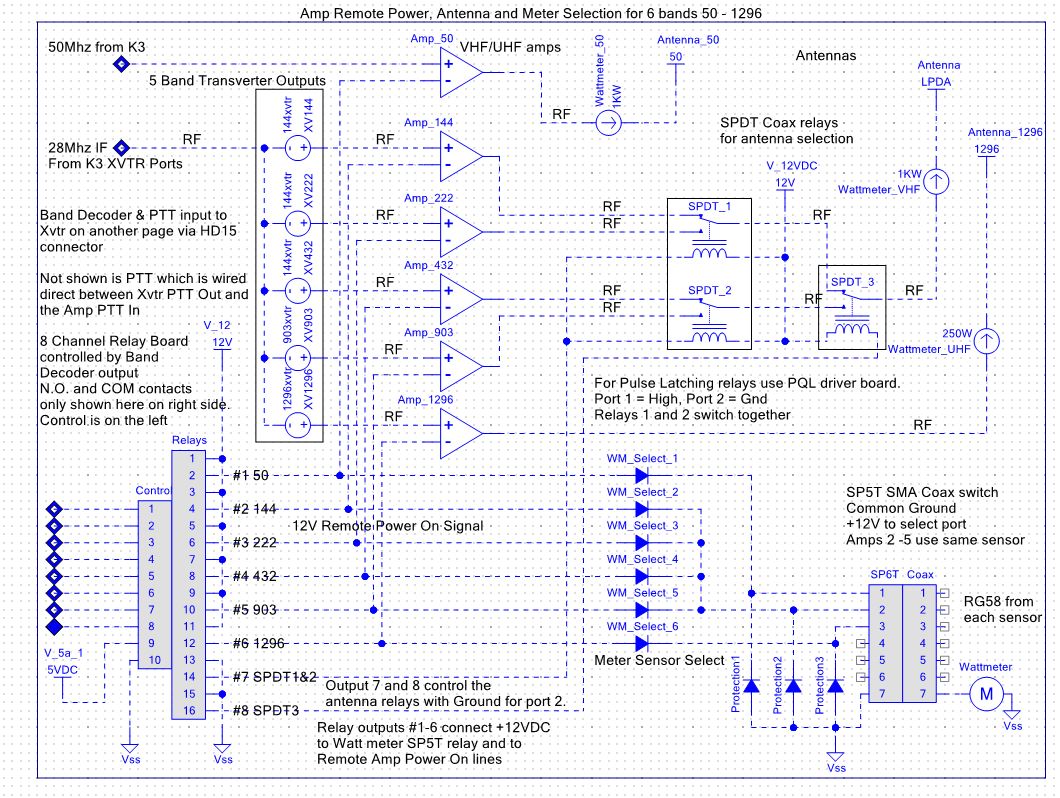 Amp Remote Power, Antenna and Meter Selection for 6 bands 50 - 1296
50Mhz from K3
5 Band Transverter Outputs
Amp_50
VHF/UHF amps
Wattmeter_50
1KW
RF
Antenna_50
50
Antennas
Antenna
LPDA
28Mhz IF
From K3 XVTR Ports
RF
144xvtr
XV144
RF
Amp_144
SPDT Coax relays
for antenna selection
V_12VDC
12V
Antenna_1296
1296
1KW
Wattmeter_VHF
Band Decoder & PTT input to
Xvtr on another page via HD15
connector
144xvtr
XV222
RF
Amp_222
RF
RF
SPDT_1
RF
Not shown is PTT which is wired
direct between Xvtr PTT Out and
the Amp PTT In
144xvtr
XV432
RF
Amp_432
RF
RF
SPDT_2
RF
SPDT_3
RF
V_12
12V
903xvtr
XV903
RF
Amp_903
250W
Wattmeter_UHF
8 Channel Relay Board
controlled by Band
Decoder output
N.O. and COM contacts
only shown here on right side.
Control is on the left
1296xvtr
XV1296
RF
Amp_1296
RF
For Pulse Latching relays use PQL driver board.
Port 1 = High, Port 2 = Gnd
Relays 1 and 2 switch together
Relays
1
2
3
4
5
6
7
8
9
10
11
12
13
14
15
16
Control
1
2
3
4
5
6
7
8
9
10
#1 50
#2 144
12V Remote Power On Signal
#3 222
#4 432
#5 903
#6 1296
#7 SPDT1&2
#8 SPDT3
WM_Select_1
WM_Select_2
WM_Select_3
WM_Select_4
WM_Select_5
WM_Select_6
Meter Sensor Select
SP5T SMA Coax switch
Common Ground
+12V to select port
Amps 2 -5 use same sensor
SP6T Coax
1 1
2 2
3 3
4 4
5 5
6 6
7 7
RG58 from
each sensor
Wattmeter
M
Vss
Protection1
Protection2
Protection3
Vss
V_5a_1
5VDC
Vss
Vss
Output 7 and 8 control the
antenna relays with Ground for port 2.
Relay outputs #1-6 connect +12VDC
to Watt meter SP5T relay and to
Remote Amp Power On lines